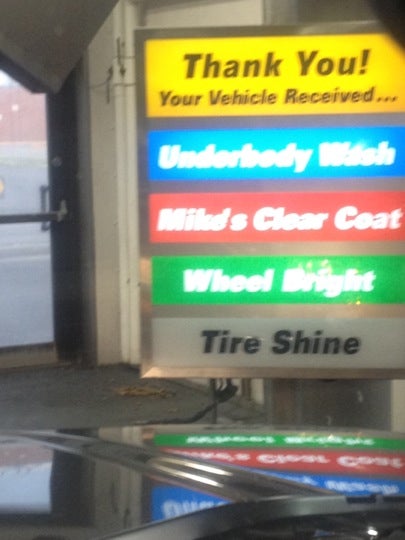 Thank You!
Your Vehicle Received...
Underbody Wash
Mike's Clear Coat
Wheel Bright
Tire Shine